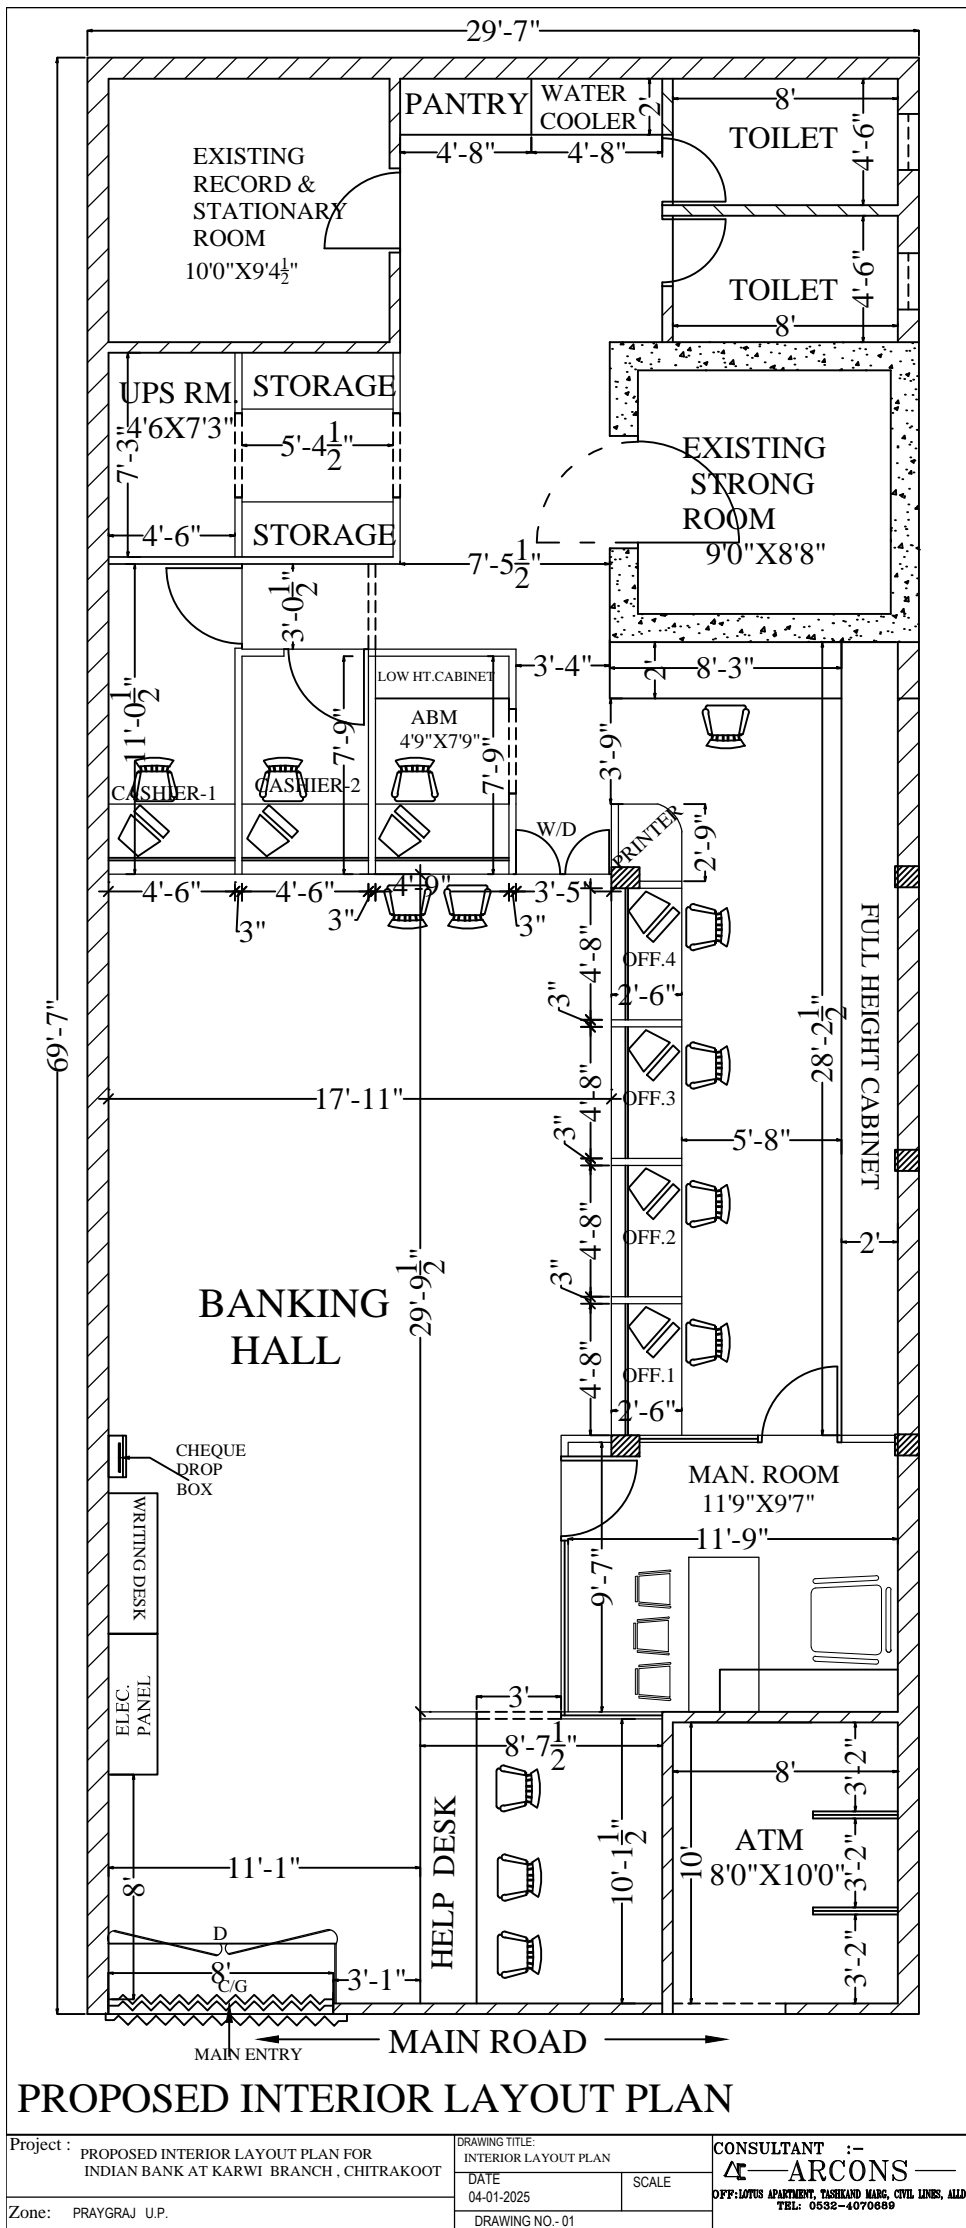 29'-7"
PANTRY
WATER
COOLER
2'
4'-8"
4'-8"
8'
TOILET
4'-6"
EXISTING
RECORD &
STATIONARY
ROOM
10'0"X9'4½"
TOILET
4'-6"
8'
UPS RM.
4'6X7'3"
7'-3"
4'-6"
STORAGE
5'-4½"
STORAGE
EXISTING
STRONG
ROOM
9'0"X8'8"
7'-5½"
3'-0½"
3'-4"
2'
8'-3"
11'-0½"
LOW HT.CABINET
ABM
4'9"X7'9"
7'-9"
7'-9"
3'-9"
CASHIER-1
CASHIER-2
W/D
PRINTER
2'-9"
4'-6"
4'-6"
4'-9"
3'-5
3"
3"
3"
69'-7"
4'-8"
OFF.4
2'-6"
3"
FULL HEIGHT CABINET
28'-2½"
17'-11"
4'-8"
OFF.3
3"
5'-8"
4'-8"
OFF.2
2'
3"
29'-9½"
BANKING
HALL
4'-8"
OFF.1
2'-6"
CHEQUE
DROP
BOX
WRITING DESK
ELEC.
PANEL
MAN. ROOM
11'9"X9'7"
11'-9"
9'-7"
3'
8'-7½"
HELP DESK
10'-1½"
8'
3'-2"
ATM
8'0"X10'0"
10'
3'-2"
3'-2"
11'-1"
8'
D
8'
C/G
3'-1"
MAIN ENTRY
MAIN ROAD
PROPOSED INTERIOR LAYOUT PLAN
Project :
PROPOSED INTERIOR LAYOUT PLAN FOR
INDIAN BANK AT KARWI BRANCH , CHITRAKOOT
Zone: PRAYGRAJ U.P.
DRAWING TITLE:
INTERIOR LAYOUT PLAN
DATE
04-01-2025
SCALE
DRAWING NO.- 01
CONSULTANT :-
ARCONS
OFF:LOTUS APARTMENT, TASHKAND MARG, CIVIL LINES, ALLD
TEL: 0532-4070689